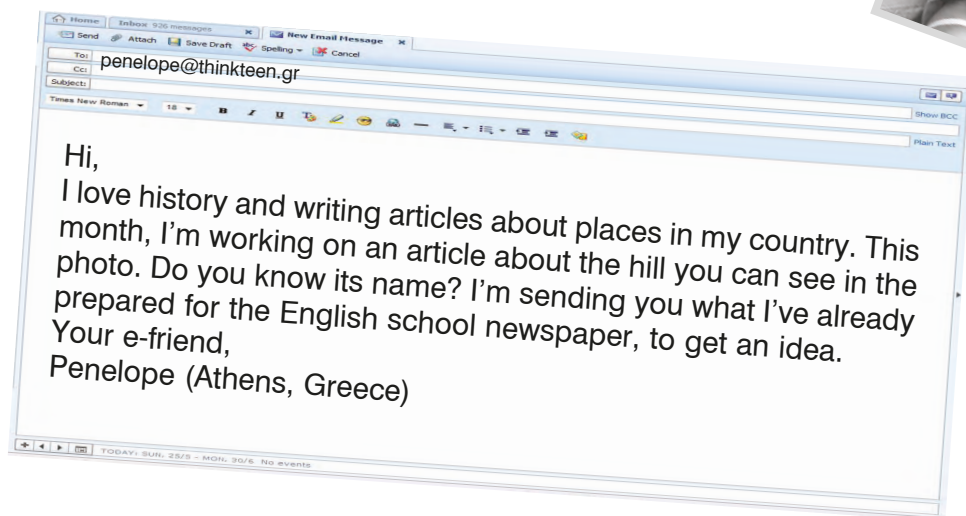 Home Inbox 926 messages New Email Message
Send Attach Save Draft Spelling Cancel
To: penelope@thinkteen.gr
Cc:
Subject:
Show BCC
Times New Roman 18 B I U
Plain Text
Hi,
I love history and writing articles about places in my country. This
month, I'm working on an article about the hill you can see in the
photo. Do you know its name? I'm sending you what I've already
prepared for the English school newspaper, to get an idea.
Your e-friend,
Penelope (Athens, Greece)
TODAY: SUN, 25/5 - MON, 30/6 No events